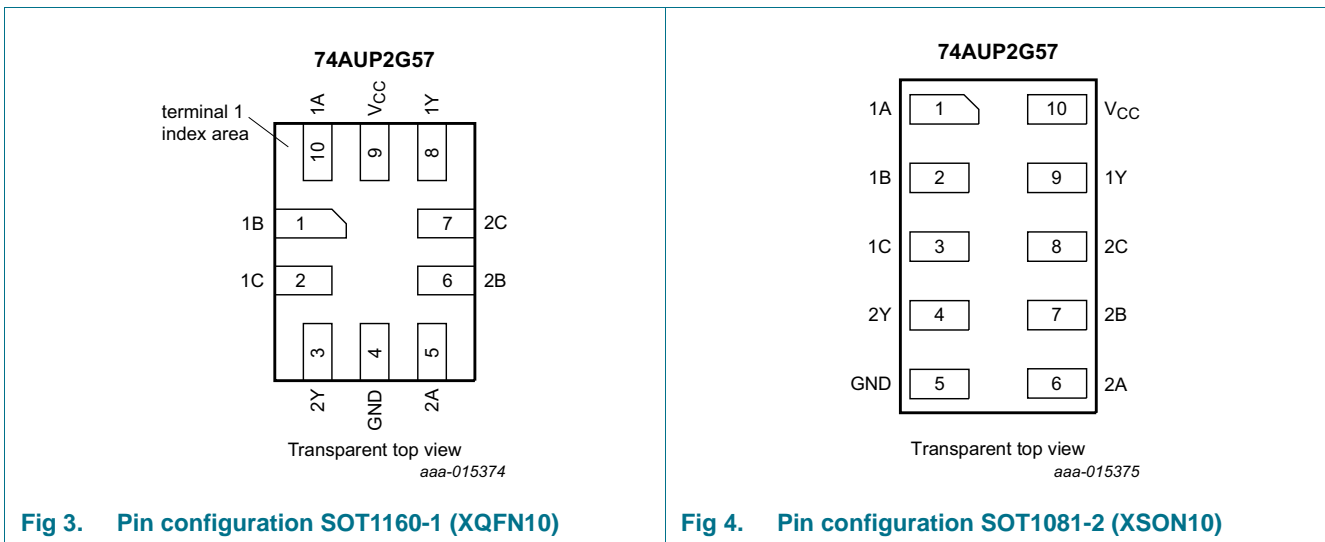 74AUP2G57
terminal 1
index area
1A
VCC
1Y
10
9
8
1B
1
7
2C
1C
2
6
2B
3
4
5
2Y
GND
2A
Transparent top view
aaa-015374
Fig 3. Pin configuration SOT1160-1 (XQFN10)
74AUP2G57
1A 1 10 VCC
1B 2 9 1Y
1C 3 8 2C
2Y 4 7 2B
GND 5 6 2A
Transparent top view
aaa-015375
Fig 4. Pin configuration SOT1081-2 (XSON10)